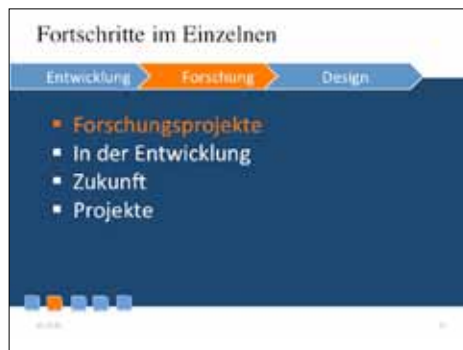 Fortschritte im Einzelnen
Entwicklung Forschung Design
Forschungsprojekte
In der Entwicklung
Zukunft
Projekte